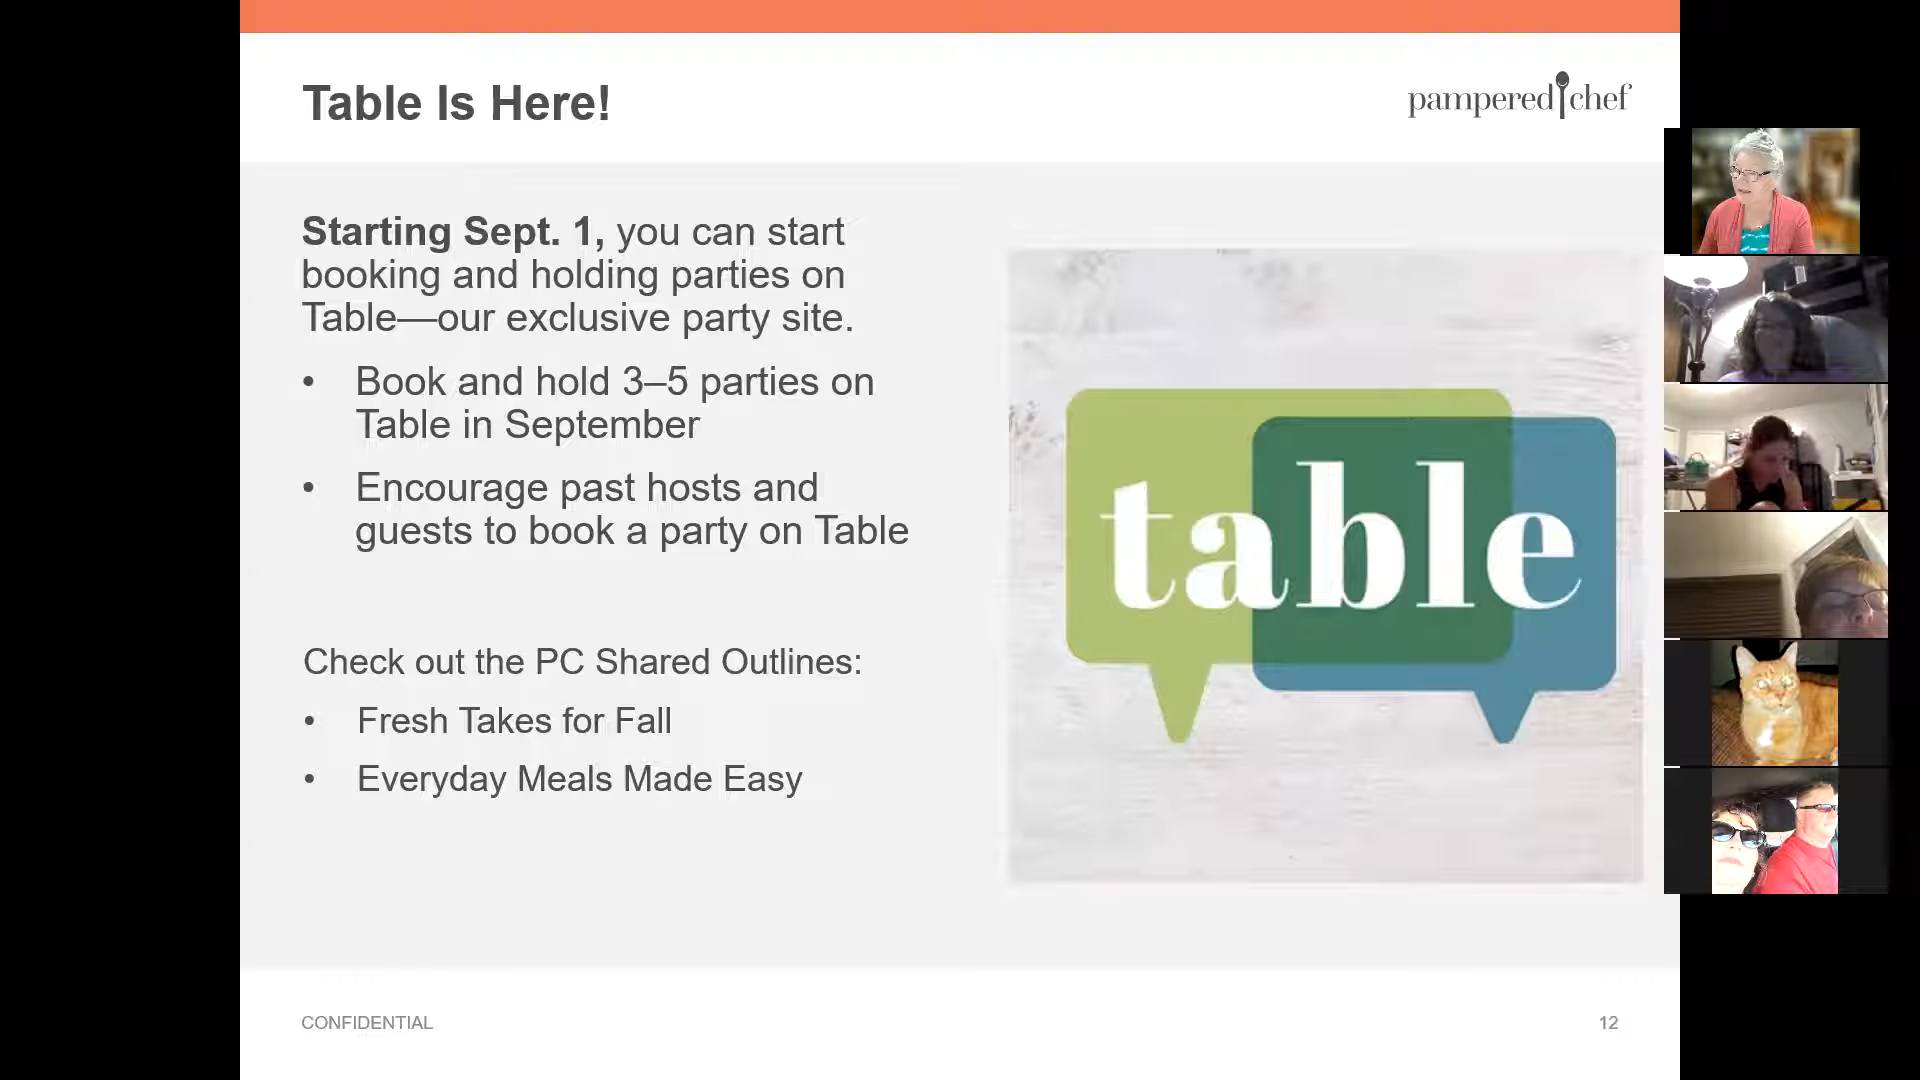 Table Is Here!
pampered chef
Starting Sept. 1, you can start
booking and holding parties on
Table—our exclusive party site.
• Book and hold 3–5 parties on
Table in September
• Encourage past hosts and
guests to book a party on Table
table
Check out the PC Shared Outlines:
• Fresh Takes for Fall
• Everyday Meals Made Easy
CONFIDENTIAL
12